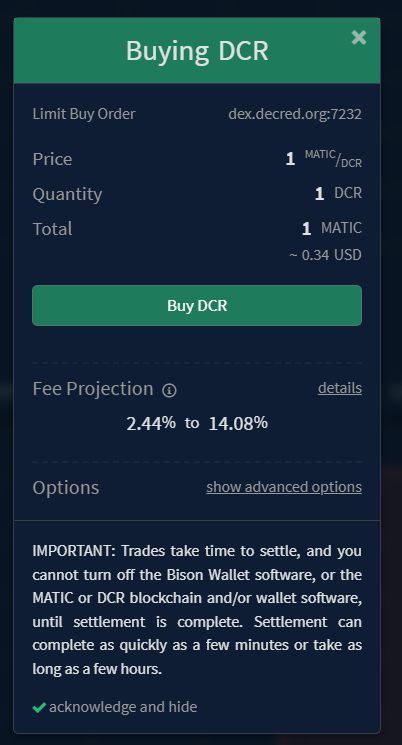 Buying DCR
Limit Buy Order dex.decred.org:7232
Price 1 MATIC/DCR
Quantity 1 DCR
Total 1 MATIC
~ 0.34 USD
Buy DCR
Fee Projection details
2.44% to 14.08%
Options show advanced options
IMPORTANT: Trades take time to settle, and you
cannot turn off the Bison Wallet software, or the
MATIC or DCR blockchain and/or wallet software,
until settlement is complete. Settlement can
complete as quickly as a few minutes or take as
long as a few hours.
acknowledge and hide